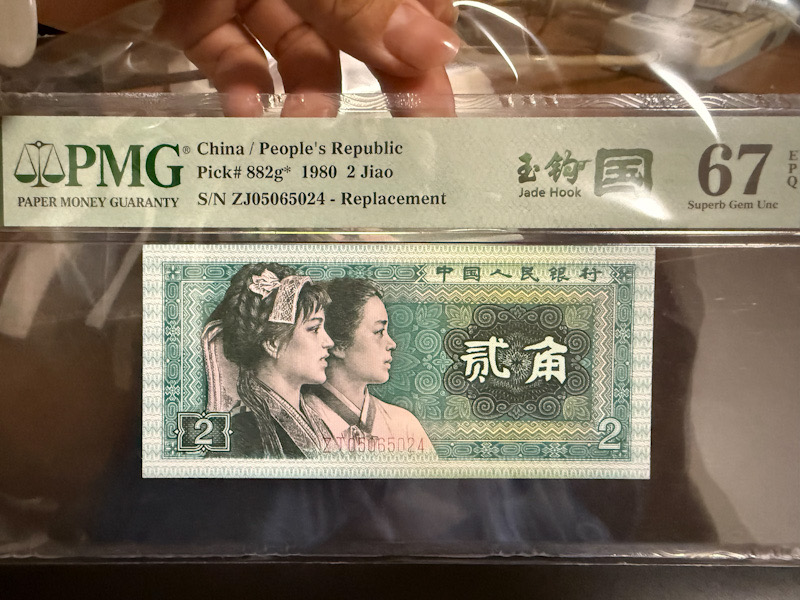 PMG®
PAPER MONEY GUARANTY
China / People's Republic
Pick# 882g* 1980 2 Jiao
S/N ZJ05065024 - Replacement
玉钩
Jade Hook
国
67
EPQ
Superb Gem Unc
中国人民银行
贰角
2
ZJ05065024
2